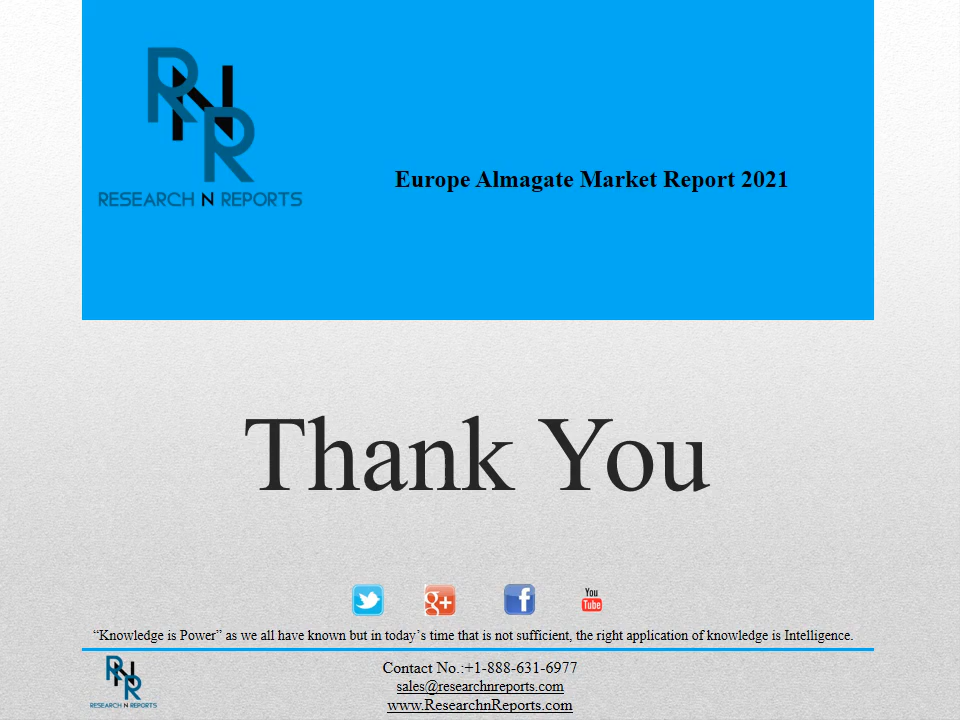 RNR
RESEARCH N REPORTS
Europe Almagate Market Report 2021
Thank You
g+
f
You
Tube
“Knowledge is Power” as we all have known but in today’s time that is not sufficient, the right application of knowledge is Intelligence.
RNR
RESEARCH N REPORTS
Contact No.:+1-888-631-6977
sales@researchnreports.com
www.ResearchnReports.com